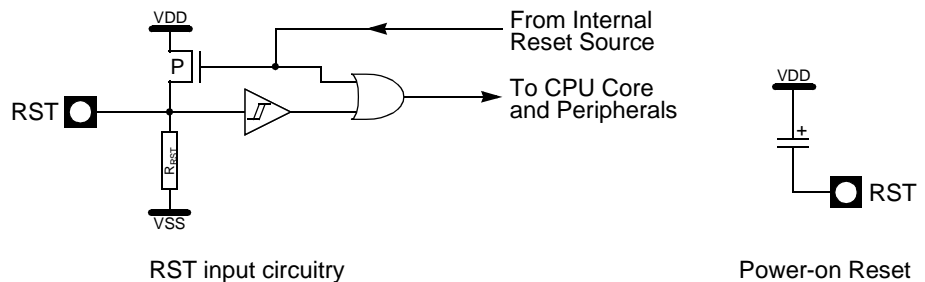 VDD
From Internal
Reset Source
P
To CPU Core
and Peripherals
RST
RRST
VSS
VDD
+
RST
RST input circuitry
Power-on Reset